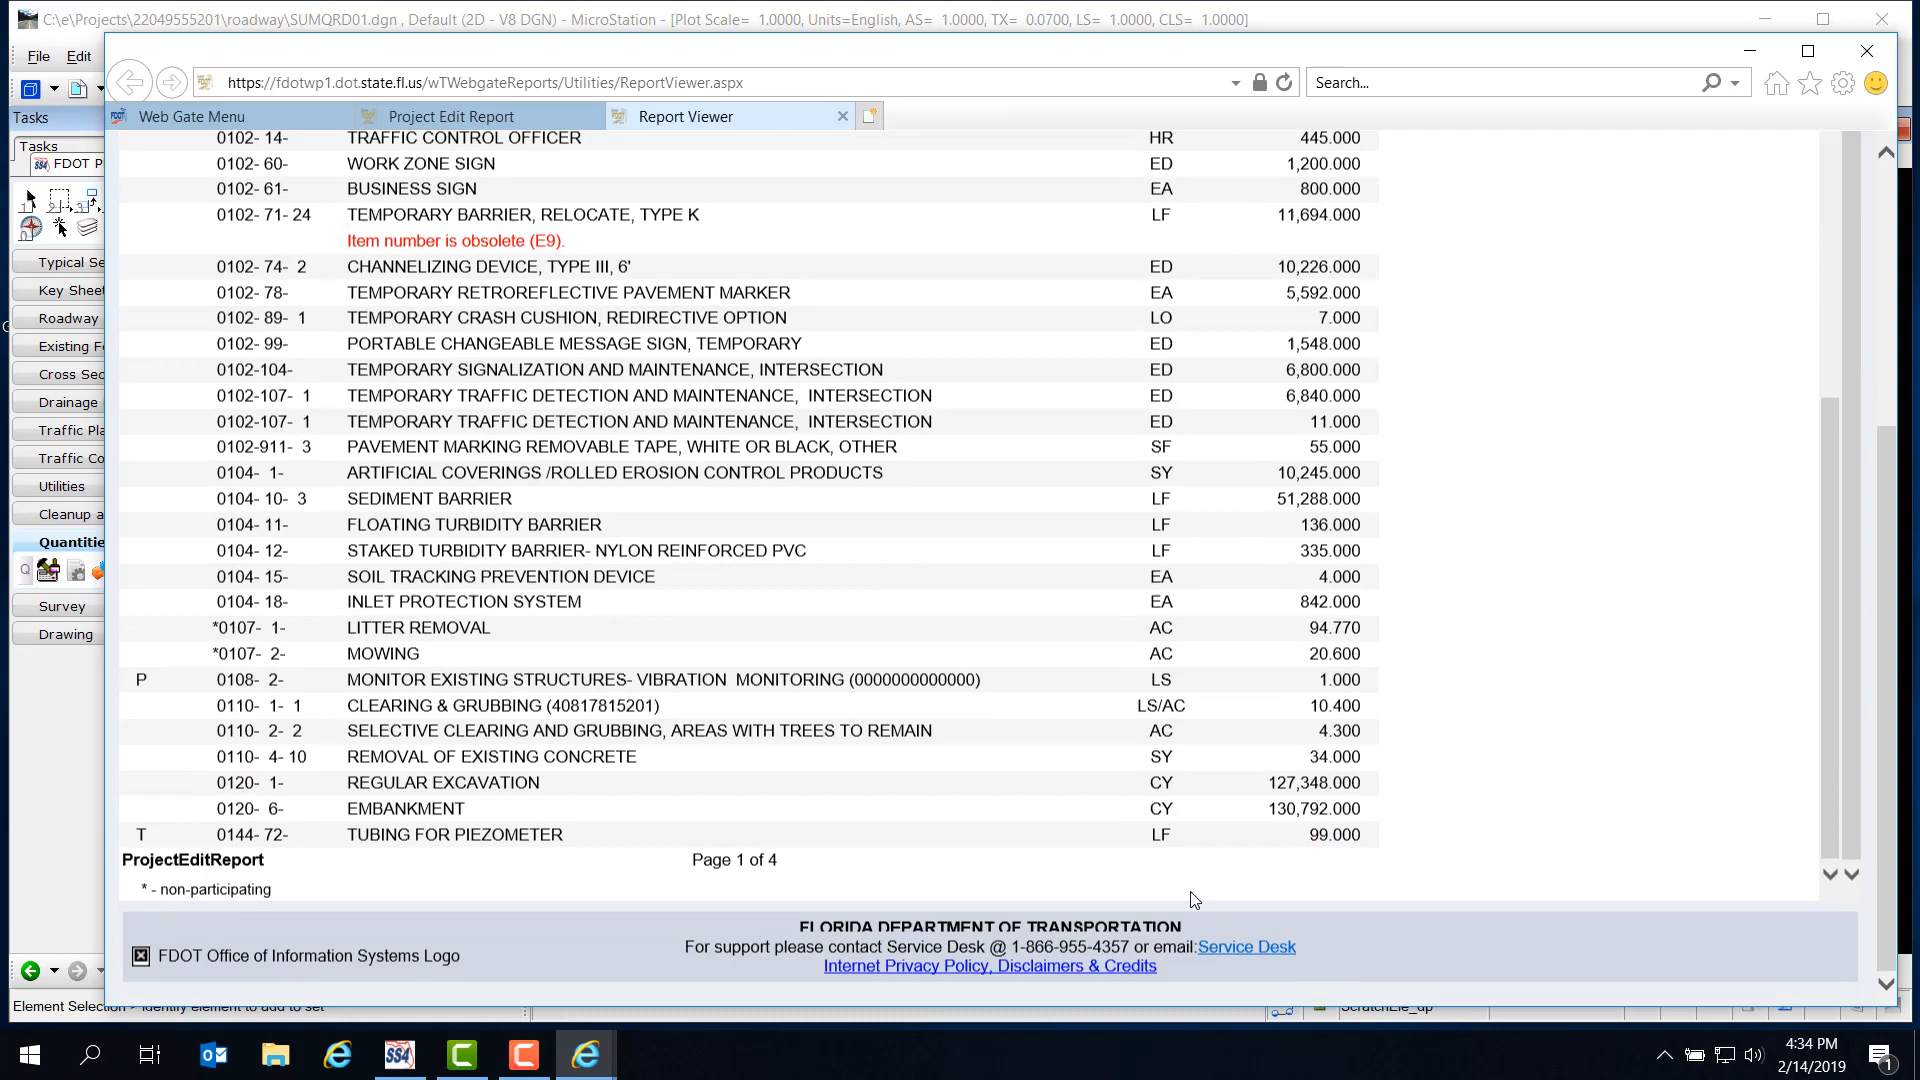 C:\e\Projects\22049555201\roadway\SUMQRD01.dgn , Default (2D - V8 DGN) - MicroStation - [Plot Scale= 1.0000, Units=English, AS= 1.0000, TX= 0.0700, LS= 1.0000, CLS= 1.0000]
File Edit
https://fdotwp1.dot.state.fl.us/wTWebgateReports/Utilities/ReportViewer.aspx Search...
Web Gate Menu Project Edit Report Report Viewer
Tasks
Tasks
FDOT P
Typical Se
Key Sheet
Roadway
Existing F
Cross Sec
Drainage
Traffic Pla
Traffic Co
Utilities
Cleanup a
Quantitie
Survey
Drawing
0102- 14- TRAFFIC CONTROL OFFICER HR 445.000
0102- 60- WORK ZONE SIGN ED 1,200.000
0102- 61- BUSINESS SIGN EA 800.000
0102- 71- 24 TEMPORARY BARRIER, RELOCATE, TYPE K LF 11,694.000
Item number is obsolete (E9).
0102- 74- 2 CHANNELIZING DEVICE, TYPE III, 6' ED 10,226.000
0102- 78- TEMPORARY RETROREFLECTIVE PAVEMENT MARKER EA 5,592.000
0102- 89- 1 TEMPORARY CRASH CUSHION, REDIRECTIVE OPTION LO 7.000
0102- 99- PORTABLE CHANGEABLE MESSAGE SIGN, TEMPORARY ED 1,548.000
0102-104- TEMPORARY SIGNALIZATION AND MAINTENANCE, INTERSECTION ED 6,800.000
0102-107- 1 TEMPORARY TRAFFIC DETECTION AND MAINTENANCE, INTERSECTION ED 6,840.000
0102-107- 1 TEMPORARY TRAFFIC DETECTION AND MAINTENANCE, INTERSECTION ED 11.000
0102-911- 3 PAVEMENT MARKING REMOVABLE TAPE, WHITE OR BLACK, OTHER SF 55.000
0104- 1- ARTIFICIAL COVERINGS /ROLLED EROSION CONTROL PRODUCTS SY 10,245.000
0104- 10- 3 SEDIMENT BARRIER LF 51,288.000
0104- 11- FLOATING TURBIDITY BARRIER LF 136.000
0104- 12- STAKED TURBIDITY BARRIER- NYLON REINFORCED PVC LF 335.000
0104- 15- SOIL TRACKING PREVENTION DEVICE EA 4.000
0104- 18- INLET PROTECTION SYSTEM EA 842.000
*0107- 1- LITTER REMOVAL AC 94.770
*0107- 2- MOWING AC 20.600
P 0108- 2- MONITOR EXISTING STRUCTURES- VIBRATION MONITORING (0000000000000) LS 1.000
0110- 1- 1 CLEARING & GRUBBING (40817815201) LS/AC 10.400
0110- 2- 2 SELECTIVE CLEARING AND GRUBBING, AREAS WITH TREES TO REMAIN AC 4.300
0110- 4- 10 REMOVAL OF EXISTING CONCRETE SY 34.000
0120- 1- REGULAR EXCAVATION CY 127,348.000
0120- 6- EMBANKMENT CY 130,792.000
T 0144- 72- TUBING FOR PIEZOMETER LF 99.000
ProjectEditReport Page 1 of 4
* - non-participating
FLORIDA DEPARTMENT OF TRANSPORTATION
FDOT Office of Information Systems Logo
For support please contact Service Desk @ 1-866-955-4357 or email:Service Desk
Internet Privacy Policy, Disclaimers & Credits
Element Selection > Identify element to add to set ScratchEle_dp
SS4
4:34 PM
2/14/2019
1